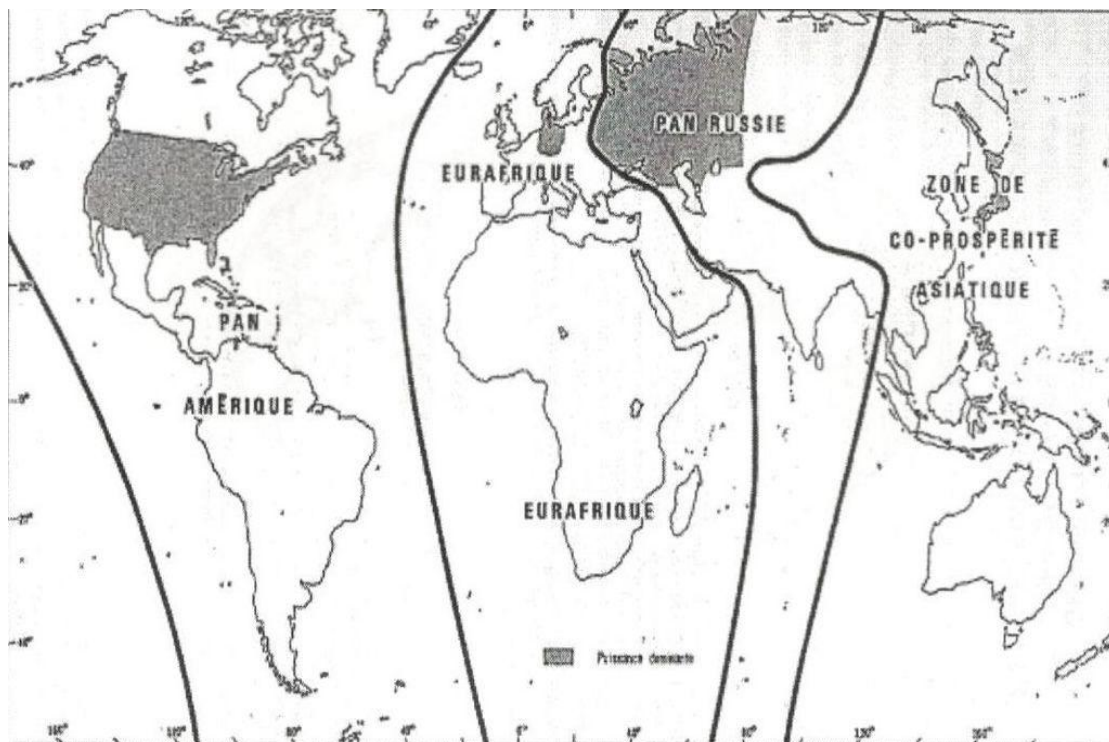 PAN
AMÉRIQUE
EURAFRIQUE
EURAFRIQUE
PAN RUSSIE
ZONE DE
CO-PROSPÉRITÉ
ASIATIQUE
Puissance dominante